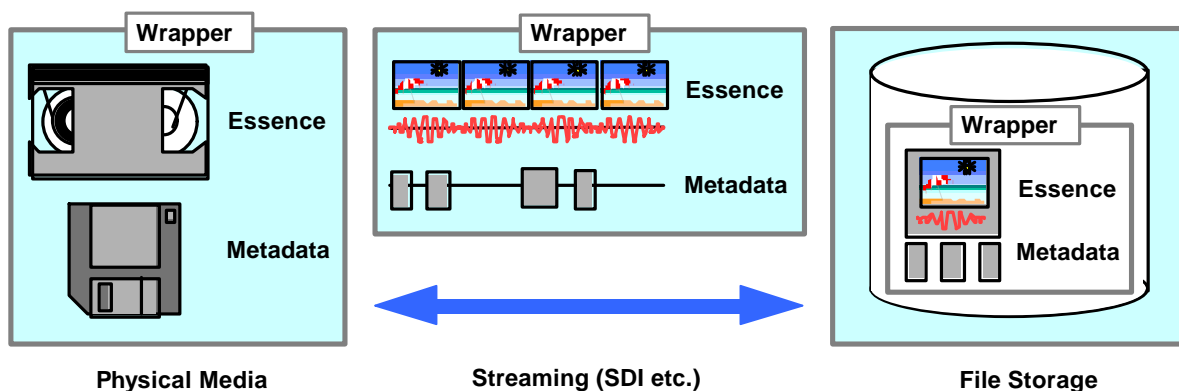 Wrapper
Essence
Metadata
Physical Media
Wrapper
Essence
Metadata
Streaming (SDI etc.)
Wrapper
Essence
Metadata
File Storage